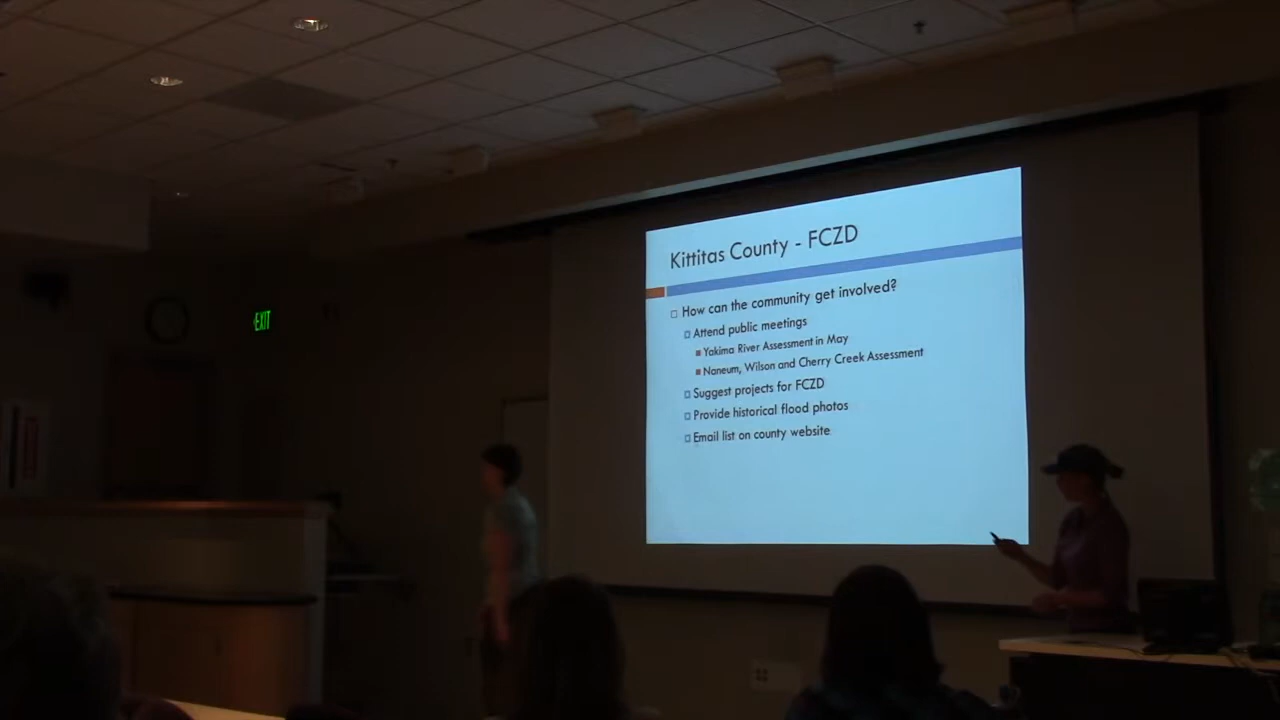 Kittitas County - FCZD
How can the community get involved?
Attend public meetings
Yakima River Assessment in May
Naneum, Wilson and Cherry Creek Assessment
Suggest projects for FCZD
Provide historical flood photos
Email list on county website
EXIT